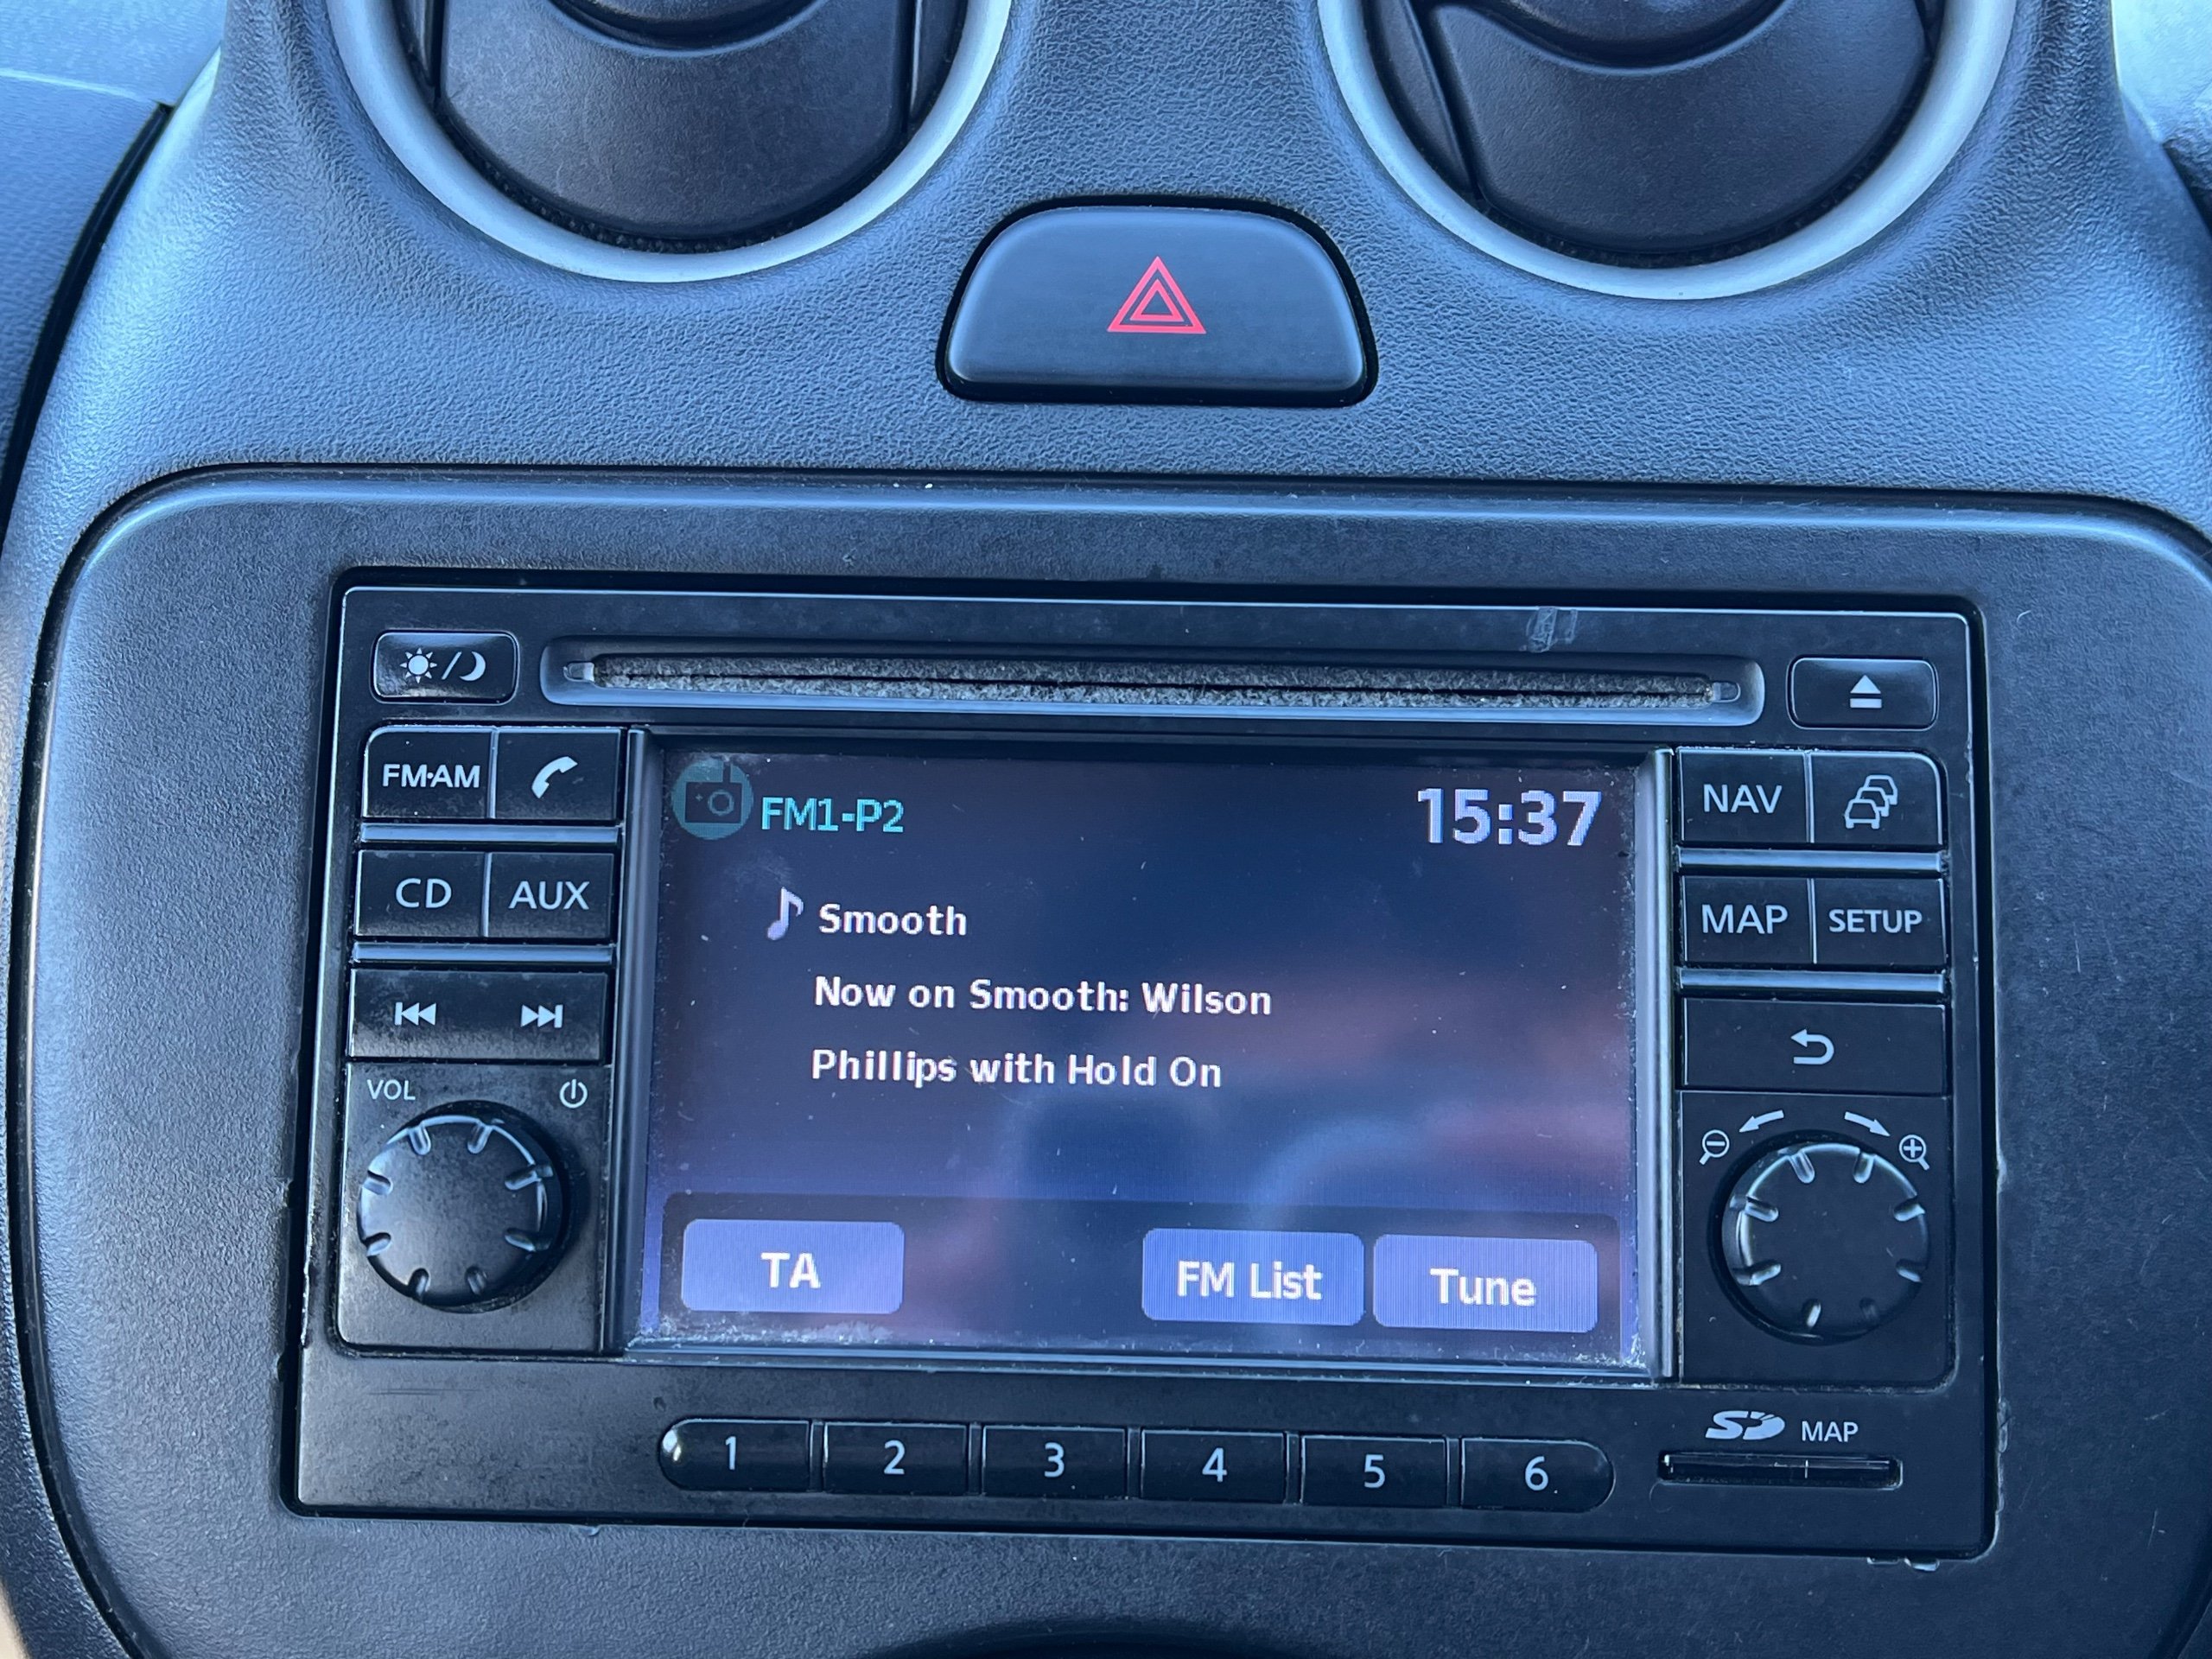 FM·AM
CD
AUX
VOL
FM1-P2
15:37
Smooth
Now on Smooth: Wilson
Phillips with Hold On
TA
FM List
Tune
NAV
MAP
SETUP
1
2
3
4
5
6
SD MAP